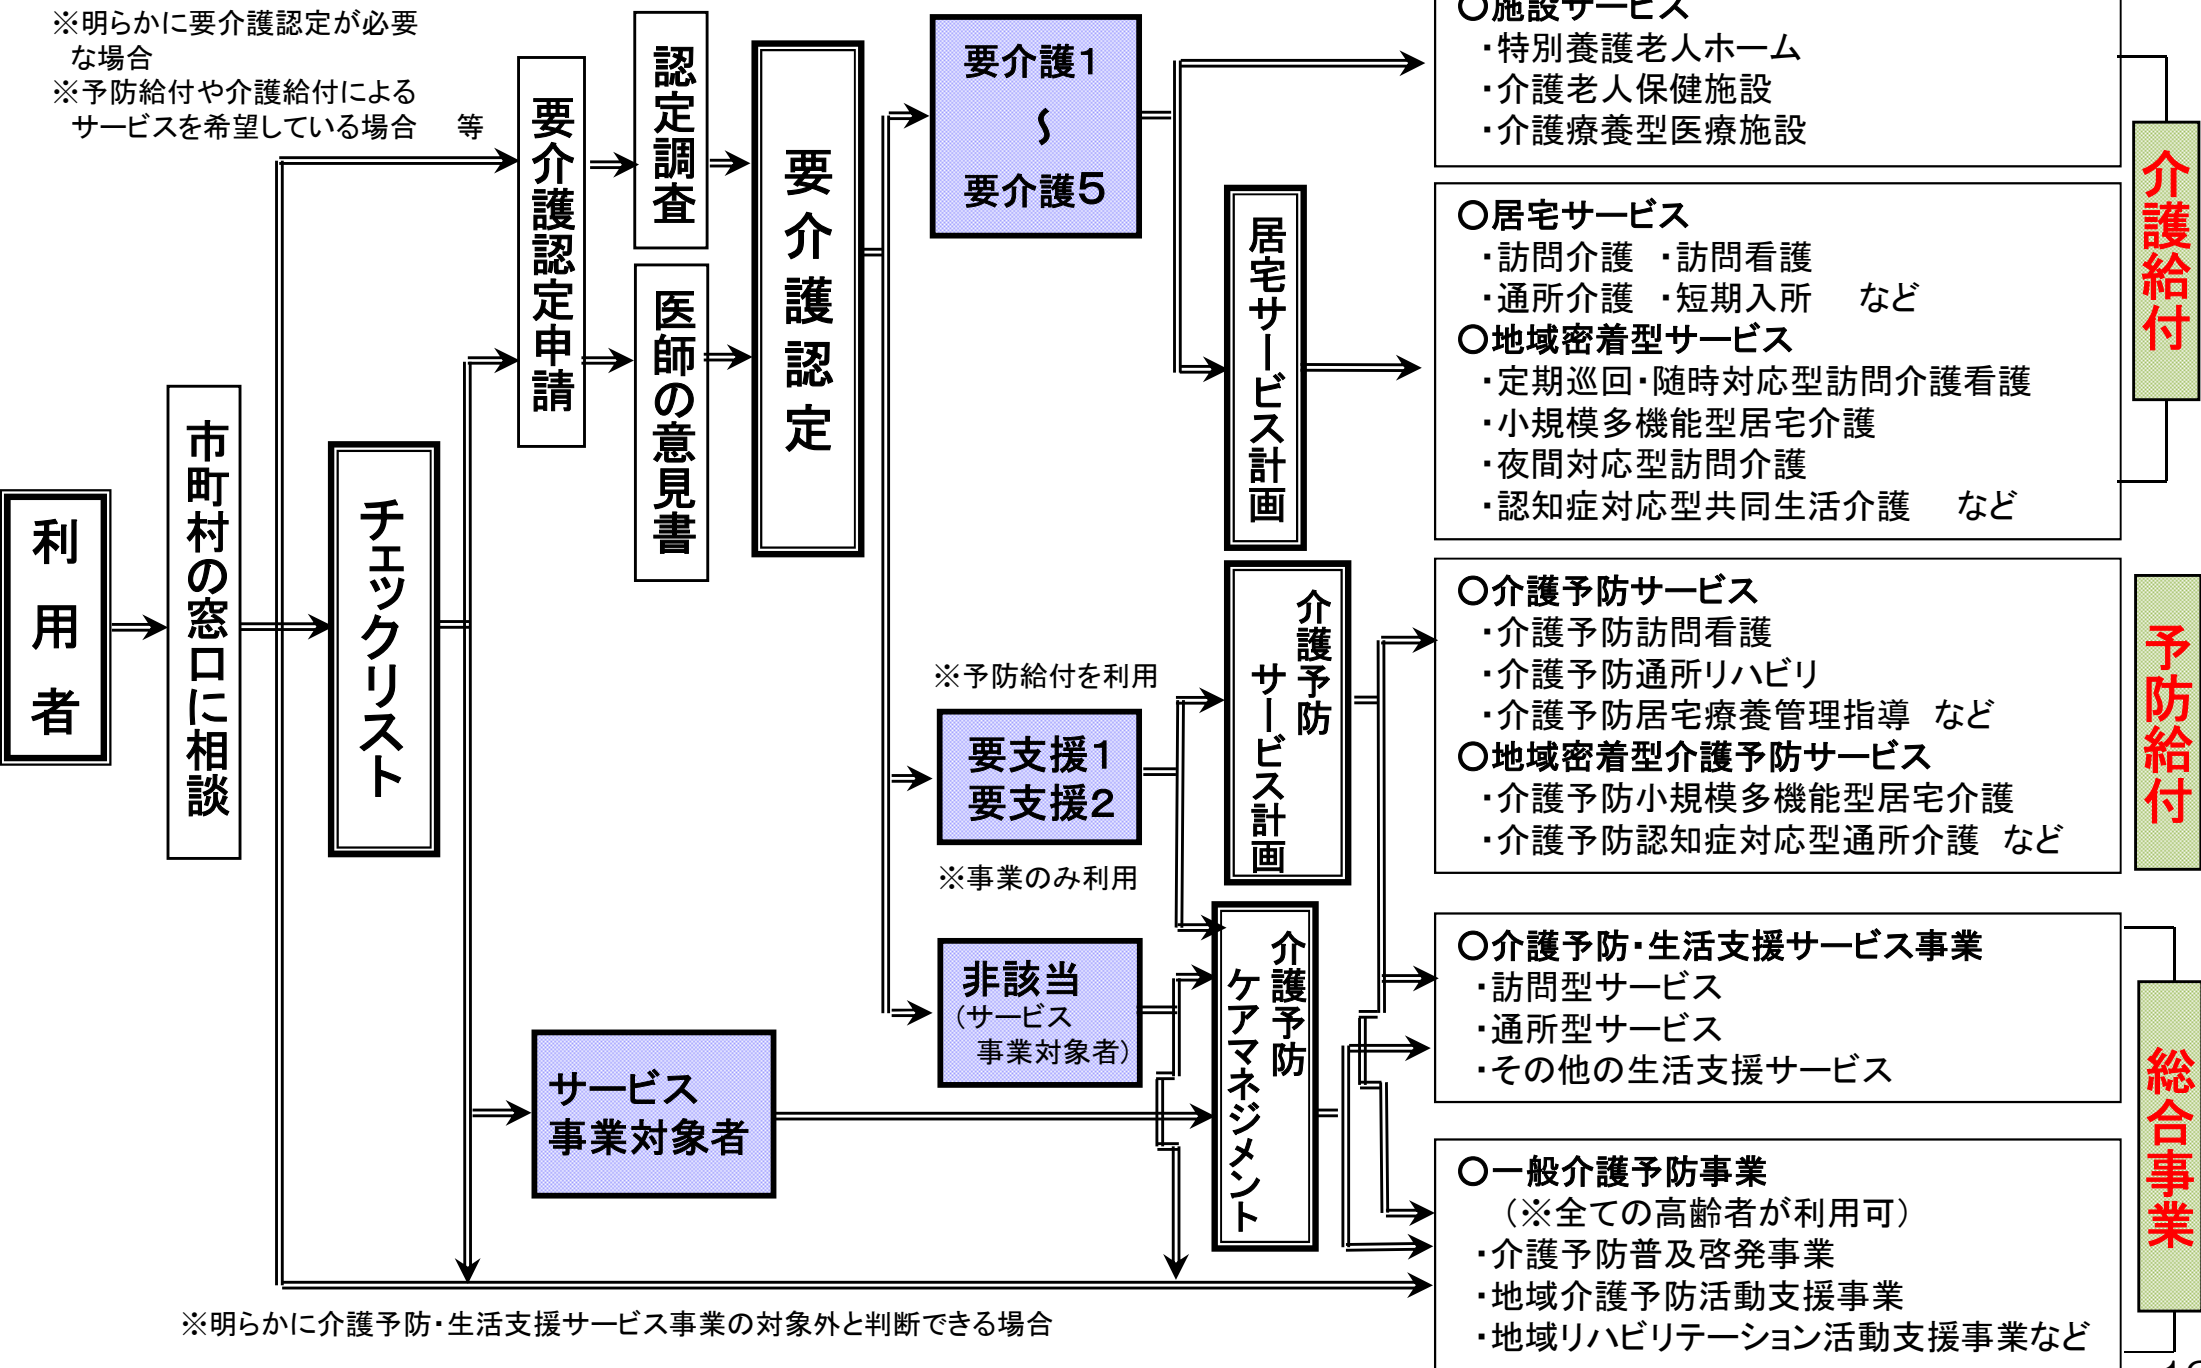 ※明らかに要介護認定が必要
な場合
※予防給付や介護給付による
サービスを希望している場合　等
利用者
市町村の窓口に相談
チェックリスト
要介護認定申請
認定調査
医師の意見書
要介護認定
要介護1
～
要介護5
※予防給付を利用
要支援1
要支援2
※事業のみ利用
非該当
（サービス
事業対象者）
サービス
事業対象者
居宅サービス計画
介護予防
サービス計画
介護予防
ケアマネジメント
○施設サービス
・特別養護老人ホーム
・介護老人保健施設
・介護療養型医療施設
○居宅サービス
・訪問介護　・訪問看護
・通所介護　・短期入所　など
○地域密着型サービス
・定期巡回・随時対応型訪問介護看護
・小規模多機能型居宅介護
・夜間対応型訪問介護
・認知症対応型共同生活介護　など
介護給付
○介護予防サービス
・介護予防訪問看護
・介護予防通所リハビリ
・介護予防居宅療養管理指導　など
○地域密着型介護予防サービス
・介護予防小規模多機能型居宅介護
・介護予防認知症対応型通所介護　など
予防給付
○介護予防・生活支援サービス事業
・訪問型サービス
・通所型サービス
・その他の生活支援サービス
○一般介護予防事業
（※全ての高齢者が利用可）
・介護予防普及啓発事業
・地域介護予防活動支援事業
・地域リハビリテーション活動支援事業など
総合事業
※明らかに介護予防・生活支援サービス事業の対象外と判断できる場合